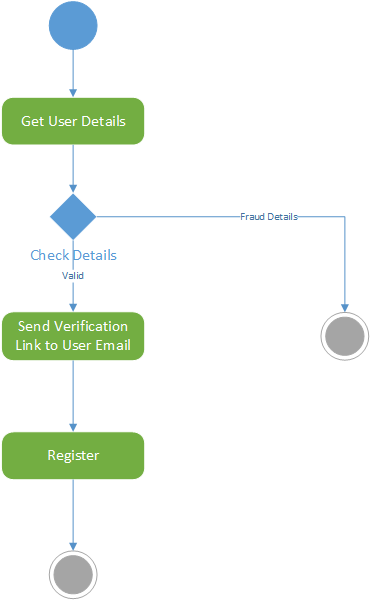 Get User Details
Fraud Details
Check Details
Valid
Send Verification
Link to User Email
Register